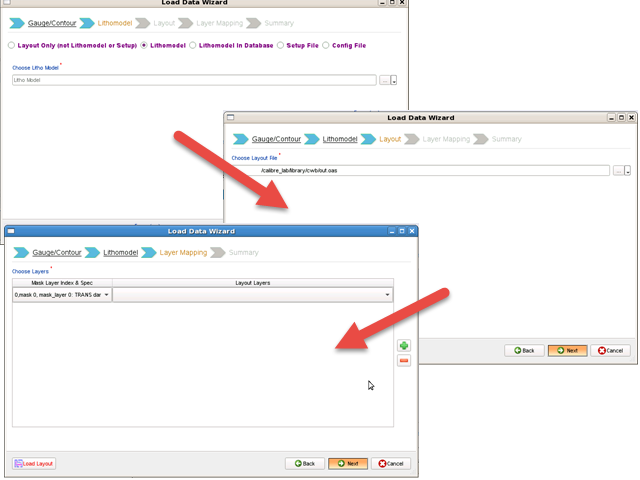 Load Data Wizard
Gauge/Contour Lithomodel Layout Layer Mapping Summary
Layout Only (not Lithomodel or Setup) Lithomodel Lithomodel In Database Setup File Config File
Choose Litho Model *
Litho Model
...
Load Data Wizard
Gauge/Contour Lithomodel Layout Layer Mapping Summary
Choose Layout File *
/calibre_lab/library/cwb/out.oas
...
Back Next Cancel
Load Data Wizard
Gauge/Contour Lithomodel Layer Mapping Summary
Choose Layers *
Mask Layer Index & Spec Layout Layers
0,mask 0, mask_layer 0: TRANS dar
Load Layout Back Next Cancel